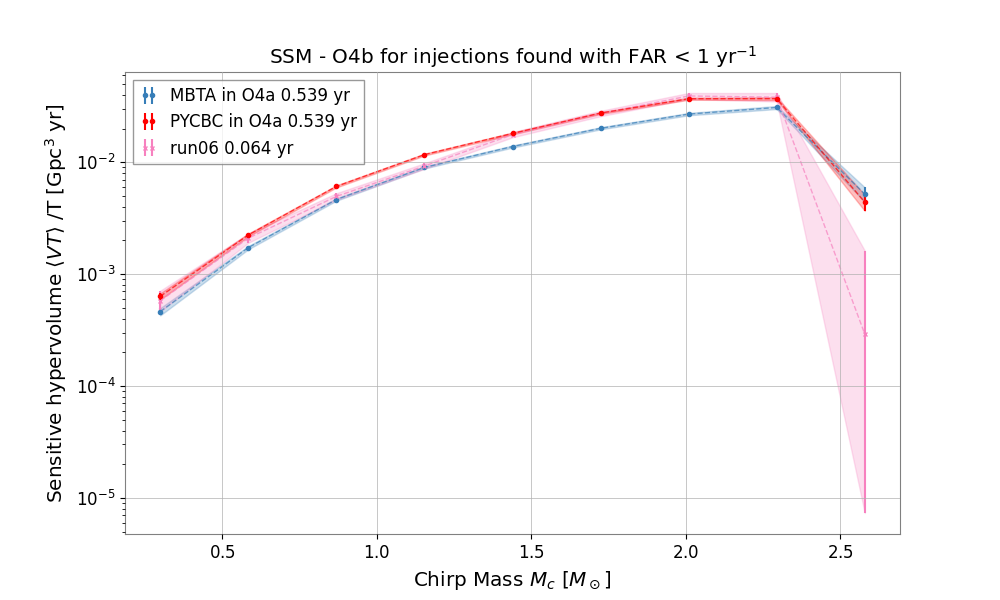 SSM - O4b for injections found with FAR < 1 yr⁻¹
MBTA in O4a 0.539 yr
PYCBC in O4a 0.539 yr
run06 0.064 yr
Sensitive hypervolume ⟨VT⟩ /T [Gpc³ yr]
10⁻²
10⁻³
10⁻⁴
10⁻⁵
0.5 1.0 1.5 2.0 2.5
Chirp Mass M_c [M_⊙]